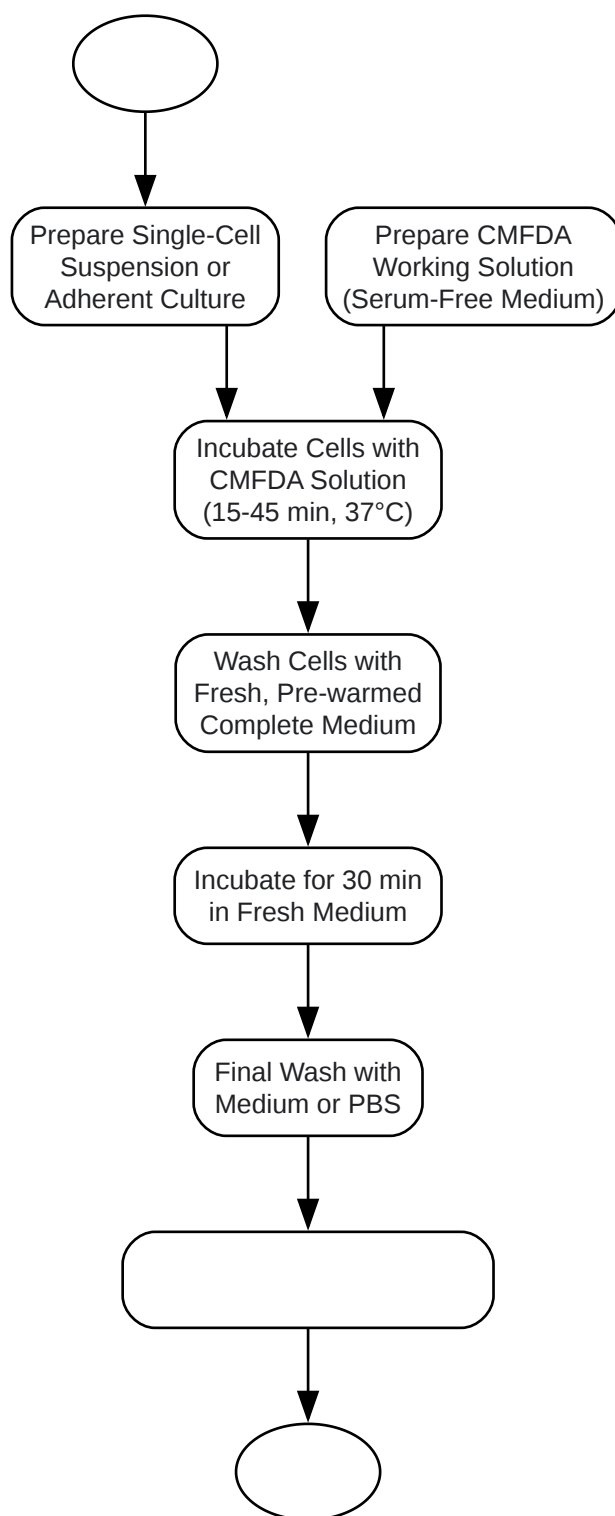 Prepare Single-Cell
Suspension or
Adherent Culture
Prepare CMFDA
Working Solution
(Serum-Free Medium)
Incubate Cells with
CMFDA Solution
(15-45 min, 37°C)
Wash Cells with
Fresh, Pre-warmed
Complete Medium
Incubate for 30 min
in Fresh Medium
Final Wash with
Medium or PBS